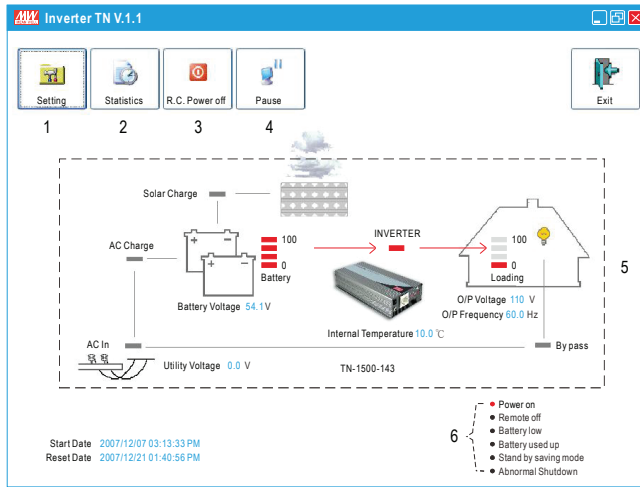 MW Inverter TN V.1.1
MEAN WELL
Setting
Statistics
R.C. Power off
Pause
Exit
1
2
3
4
Solar Charge
AC Charge
100
0
Battery
INVERTER
100
0
Loading
5
Battery Voltage 54.1V
O/P Voltage 110 V
O/P Frequency 60.0 Hz
Internal Temperature 10.0 ℃
AC In
By pass
Utility Voltage 0.0 V
TN-1500-143
6
Power on
Remote off
Battery low
Battery used up
Stand by saving mode
Abnormal Shutdown
Start Date 2007/12/07 03:13:33 PM
Reset Date 2007/12/21 01:40:56 PM